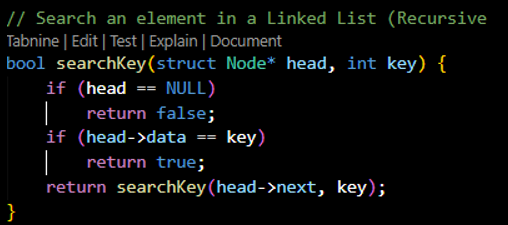 // Search an element in a Linked List (Recursive
Tabnine | Edit | Test | Explain | Document
bool searchKey(struct Node* head, int key) {
if (head == NULL)
return false;
if (head->data == key)
return true;
return searchKey(head->next, key);
}